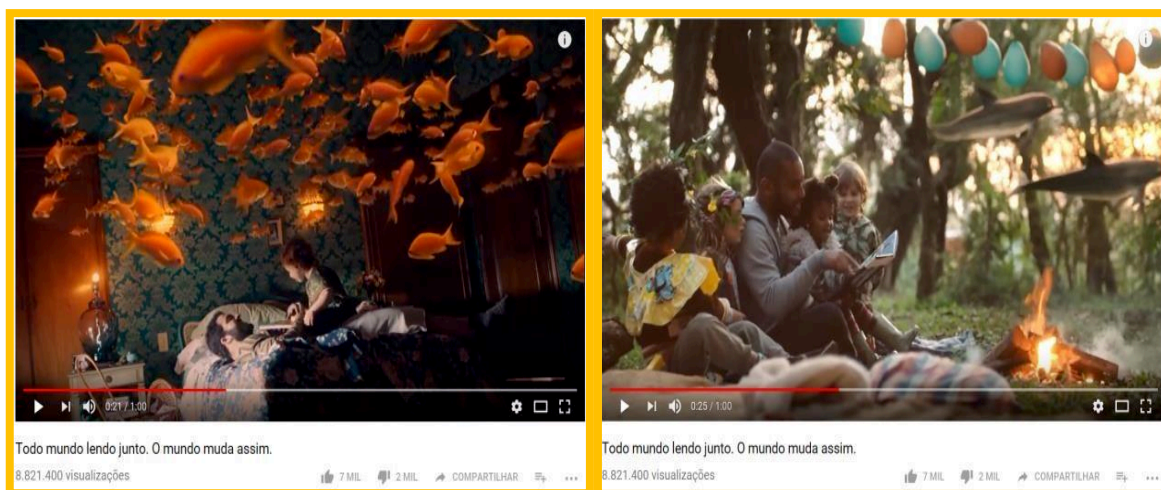 0:21 / 1:00
Todo mundo lendo junto. O mundo muda assim.
8.821.400 visualizações
7 MIL
2 MIL
COMPARTILHAR
0:25 / 1:00
Todo mundo lendo junto. O mundo muda assim.
8.821.400 visualizações
7 MIL
2 MIL
COMPARTILHAR